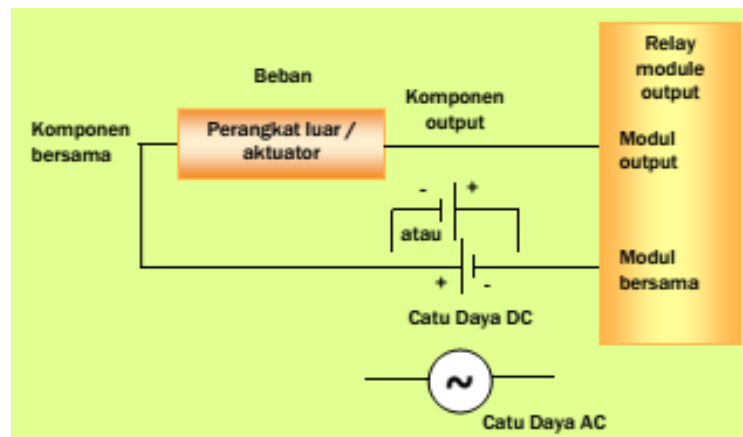 Relay
module
output
Beban
Komponen
output
Komponen
bersama
Perangkat luar /
aktuator
Modul
output
- +
atau
Modul
bersama
+ -
Catu Daya DC
~
Catu Daya AC